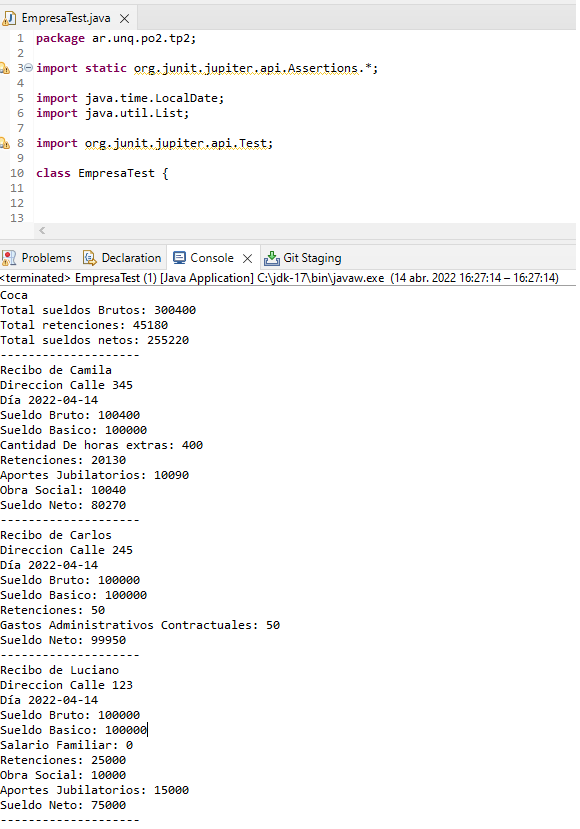 EmpresaTest.java
1 package ar.unq.po2.tp2;
2
3 import static org.junit.jupiter.api.Assertions.*;
4
5 import java.time.LocalDate;
6 import java.util.List;
7
8 import org.junit.jupiter.api.Test;
9
10 class EmpresaTest {
11
12
13
Problems Declaration Console Git Staging
<terminated> EmpresaTest (1) [Java Application] C:\jdk-17\bin\javaw.exe (14 abr. 2022 16:27:14 – 16:27:14)
Coca
Total sueldos Brutos: 300400
Total retenciones: 45180
Total sueldos netos: 255220
--------------------
Recibo de Camila
Direccion Calle 345
Día 2022-04-14
Sueldo Bruto: 100400
Sueldo Basico: 100000
Cantidad De horas extras: 400
Retenciones: 20130
Aportes Jubilatorios: 10090
Obra Social: 10040
Sueldo Neto: 80270
--------------------
Recibo de Carlos
Direccion Calle 245
Día 2022-04-14
Sueldo Bruto: 100000
Sueldo Basico: 100000
Retenciones: 50
Gastos Administrativos Contractuales: 50
Sueldo Neto: 99950
--------------------
Recibo de Luciano
Direccion Calle 123
Día 2022-04-14
Sueldo Bruto: 100000
Sueldo Basico: 100000
Salario Familiar: 0
Retenciones: 25000
Obra Social: 10000
Aportes Jubilatorios: 15000
Sueldo Neto: 75000
--------------------